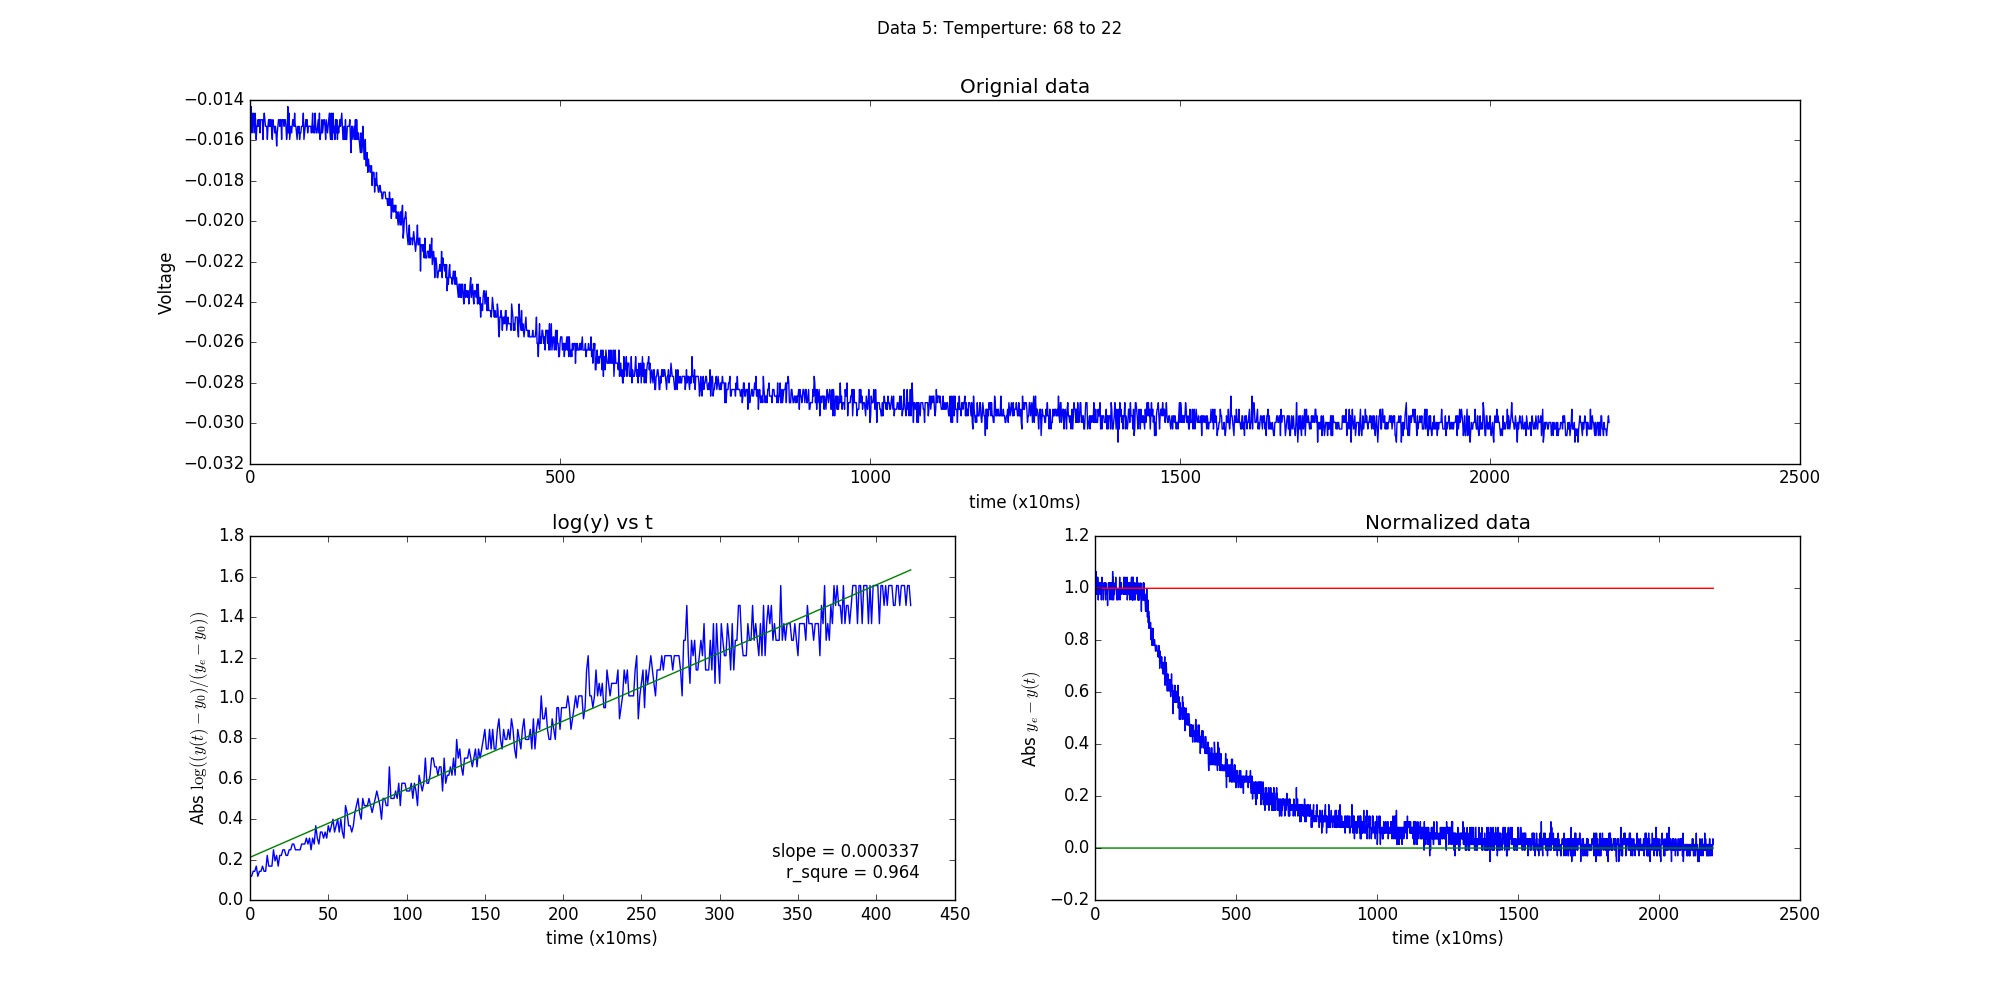 Data 5: Temperture: 68 to 22
Orignial data
−0.014
−0.016
−0.018
−0.020
−0.022
−0.024
−0.026
−0.028
−0.030
−0.032
Voltage
0 500 1000 1500 2000 2500
time (x10ms)
log(y) vs t
1.8
1.6
1.4
1.2
1.0
0.8
0.6
0.4
0.2
0.0
Abs log((y(t) − y₀)/(yₑ − y₀))
slope = 0.000337
r_squre = 0.964
0 50 100 150 200 250 300 350 400 450
time (x10ms)
Normalized data
1.2
1.0
0.8
0.6
0.4
0.2
0.0
−0.2
Abs yₑ − y(t)
0 500 1000 1500 2000 2500
time (x10ms)